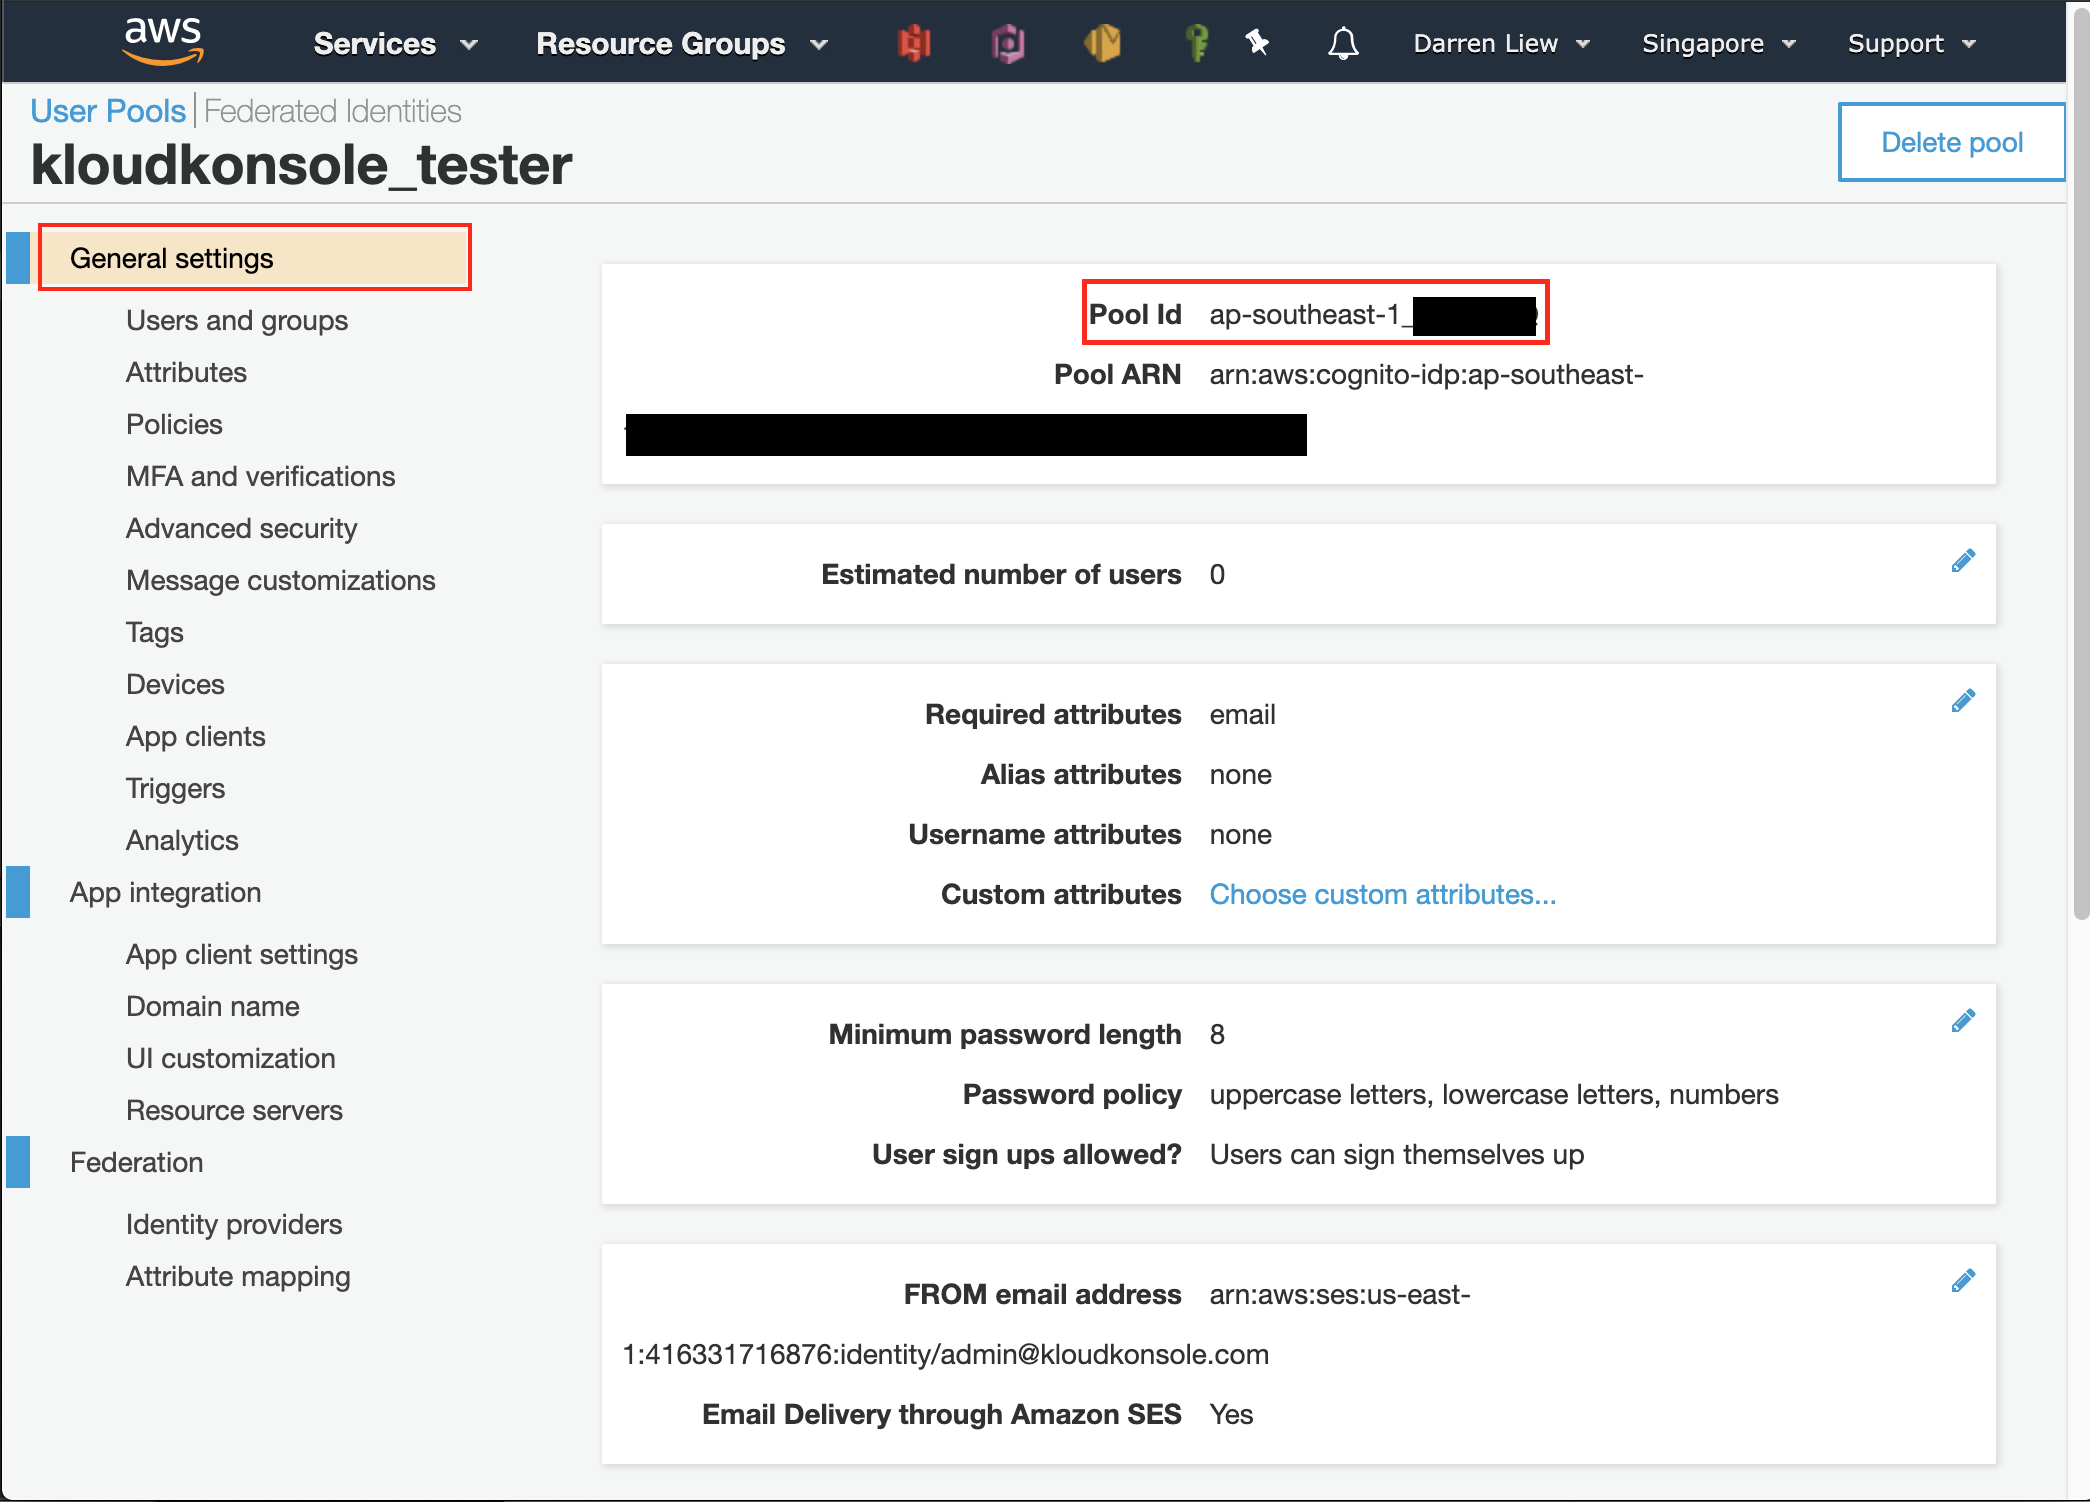 aws Services Resource Groups Darren Liew Singapore Support
User Pools Federated Identities
kloudkonsole_tester
Delete pool
General settings
Users and groups
Attributes
Policies
MFA and verifications
Advanced security
Message customizations
Tags
Devices
App clients
Triggers
Analytics
App integration
App client settings
Domain name
UI customization
Resource servers
Federation
Identity providers
Attribute mapping
Pool Id ap-southeast-1_
Pool ARN arn:aws:cognito-idp:ap-southeast-
Estimated number of users 0
Required attributes email
Alias attributes none
Username attributes none
Custom attributes Choose custom attributes...
Minimum password length 8
Password policy uppercase letters, lowercase letters, numbers
User sign ups allowed? Users can sign themselves up
FROM email address arn:aws:ses:us-east-
1:416331716876:identity/admin@kloudkonsole.com
Email Delivery through Amazon SES Yes